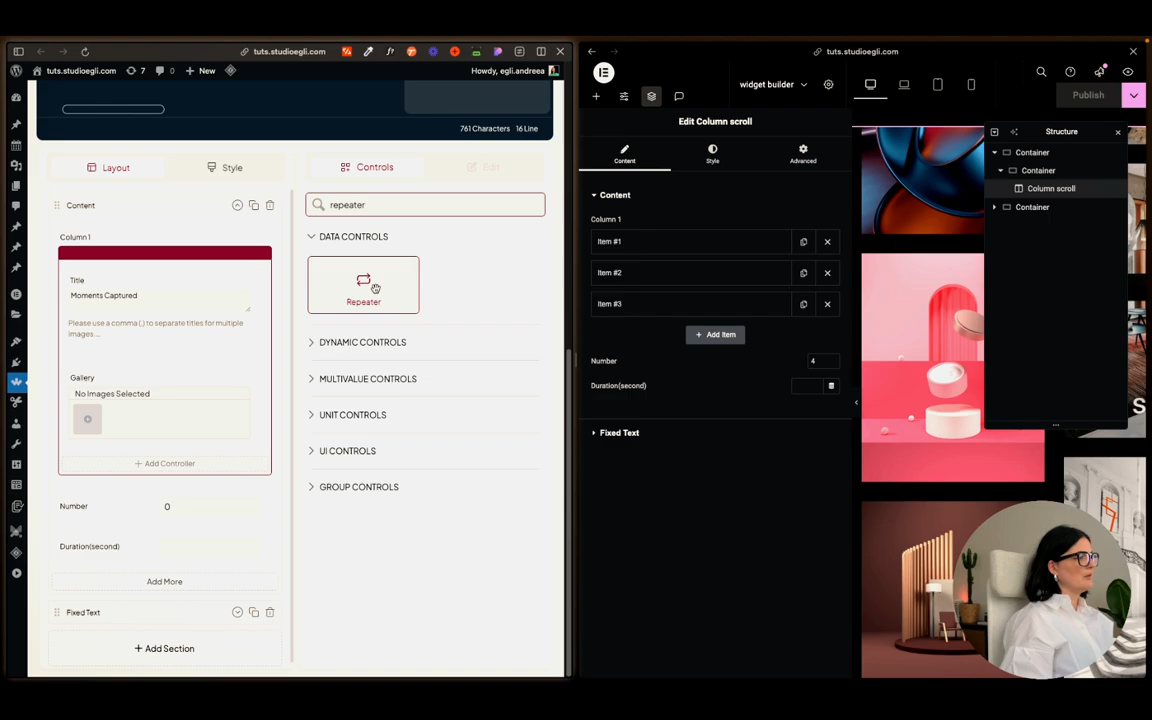 tuts.studioegli.com
tuts.studioegli.com
tuts.studioegli.com
7
0
New
Howdy, egli.andreea
761 Characters 16 Line
Layout
Style
Controls
Edit
Content
Column 1
Title
Moments Captured
Please use a comma (,) to separate titles for multiple
images....
Gallery
No Images Selected
+ Add Controller
Number
0
Duration(second)
Add More
Fixed Text
+ Add Section
repeater
DATA CONTROLS
Repeater
DYNAMIC CONTROLS
MULTIVALUE CONTROLS
UNIT CONTROLS
UI CONTROLS
GROUP CONTROLS
widget builder
Publish
Edit Column scroll
Content
Style
Advanced
Content
Column 1
Item #1
Item #2
Item #3
+ Add Item
Number
4
Duration(second)
Fixed Text
Structure
Container
Container
Column scroll
Container
S